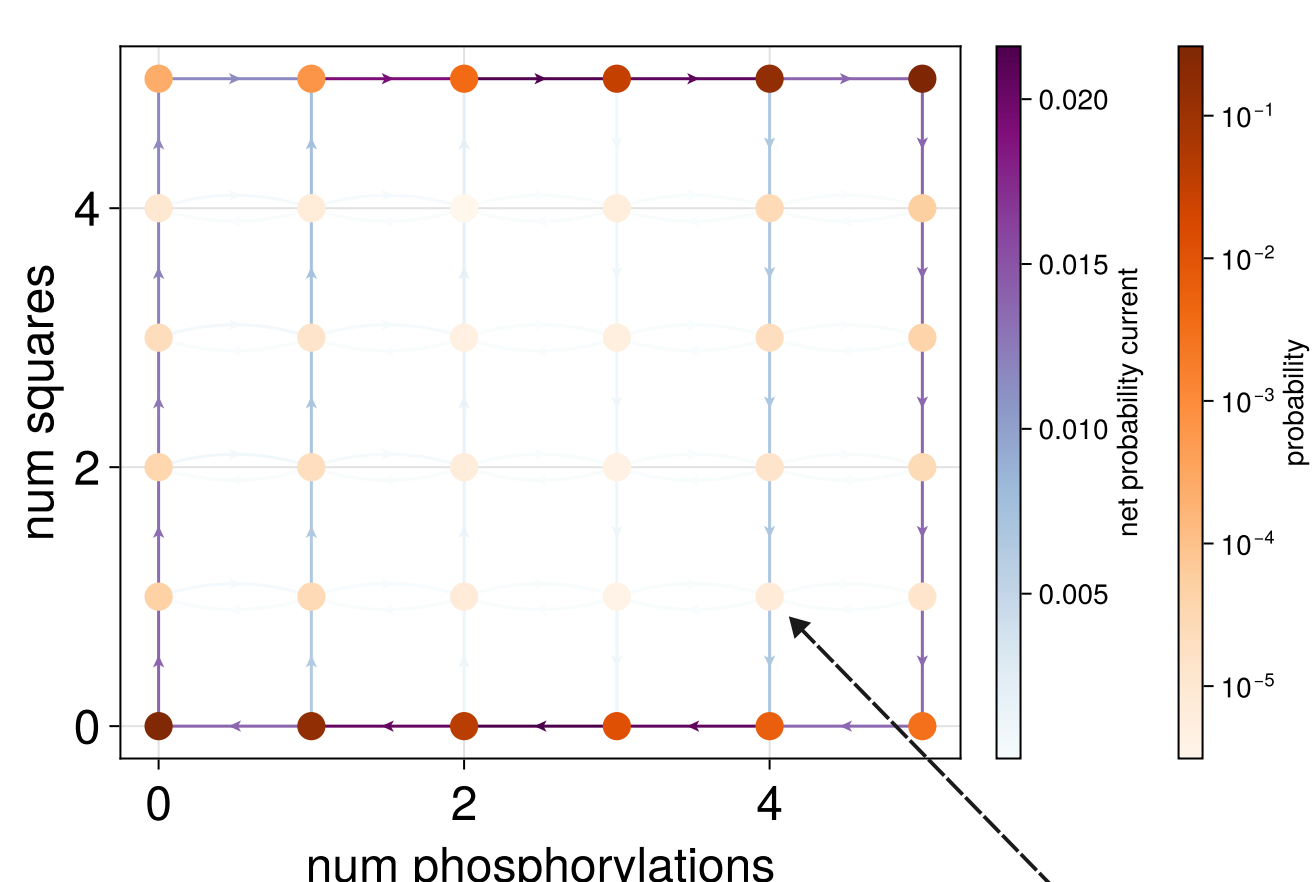 4
2
0
num squares
0 2 4
num phosphorylations
0.020
0.015
0.010
0.005
net probability current
10⁻¹
10⁻²
10⁻³
10⁻⁴
10⁻⁵
probability